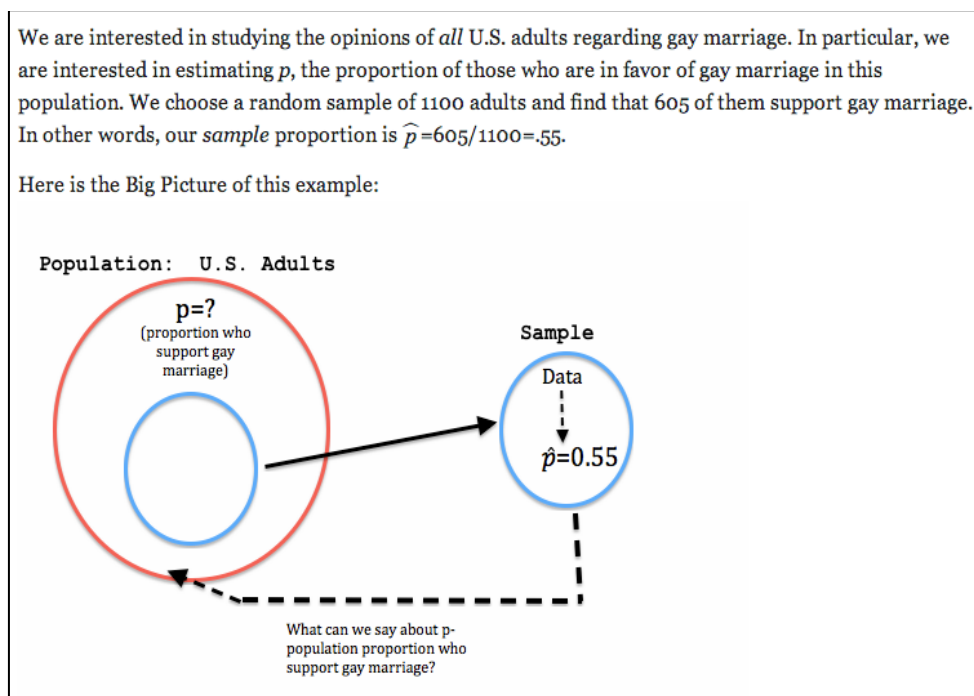 We are interested in studying the opinions of all U.S. adults regarding gay marriage. In particular, we
are interested in estimating p, the proportion of those who are in favor of gay marriage in this
population. We choose a random sample of 1100 adults and find that 605 of them support gay marriage.
In other words, our sample proportion is p̂=605/1100=.55.
Here is the Big Picture of this example:
Population: U.S. Adults
p=?
(proportion who
support gay
marriage)
Sample
Data
p̂=0.55
What can we say about p-
population proportion who
support gay marriage?